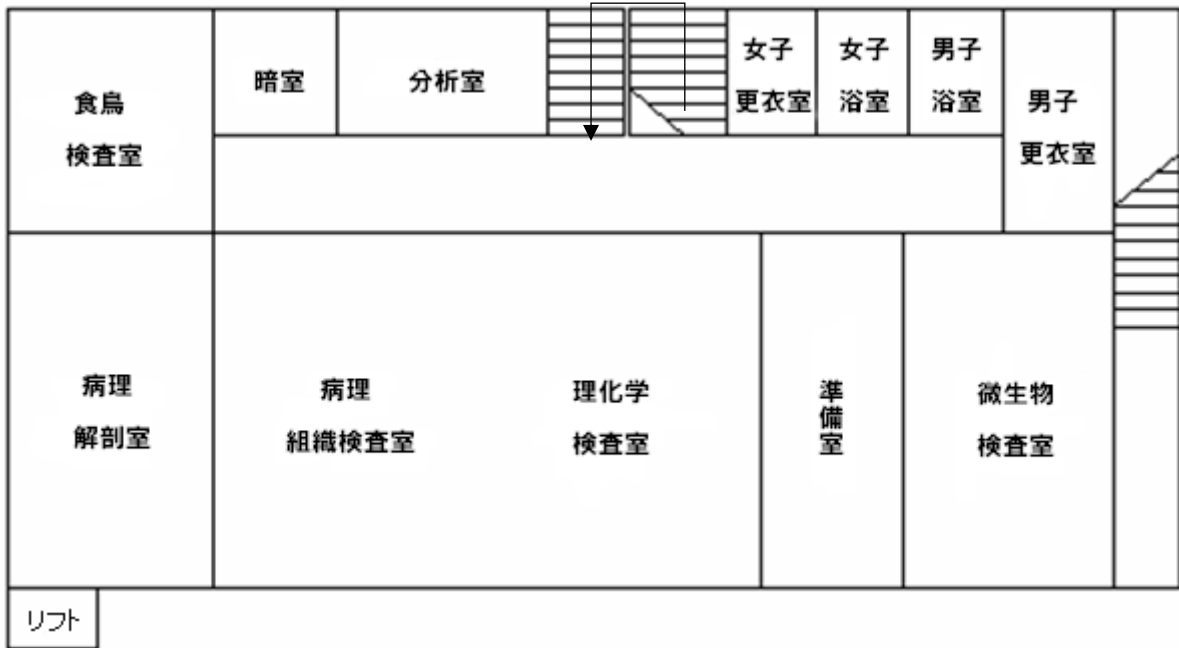 食鳥
検査室
暗室
分析室
女子
更衣室
女子
浴室
男子
浴室
男子
更衣室
病理
解剖室
病理
組織検査室
理化学
検査室
準備室
微生物
検査室
リフト